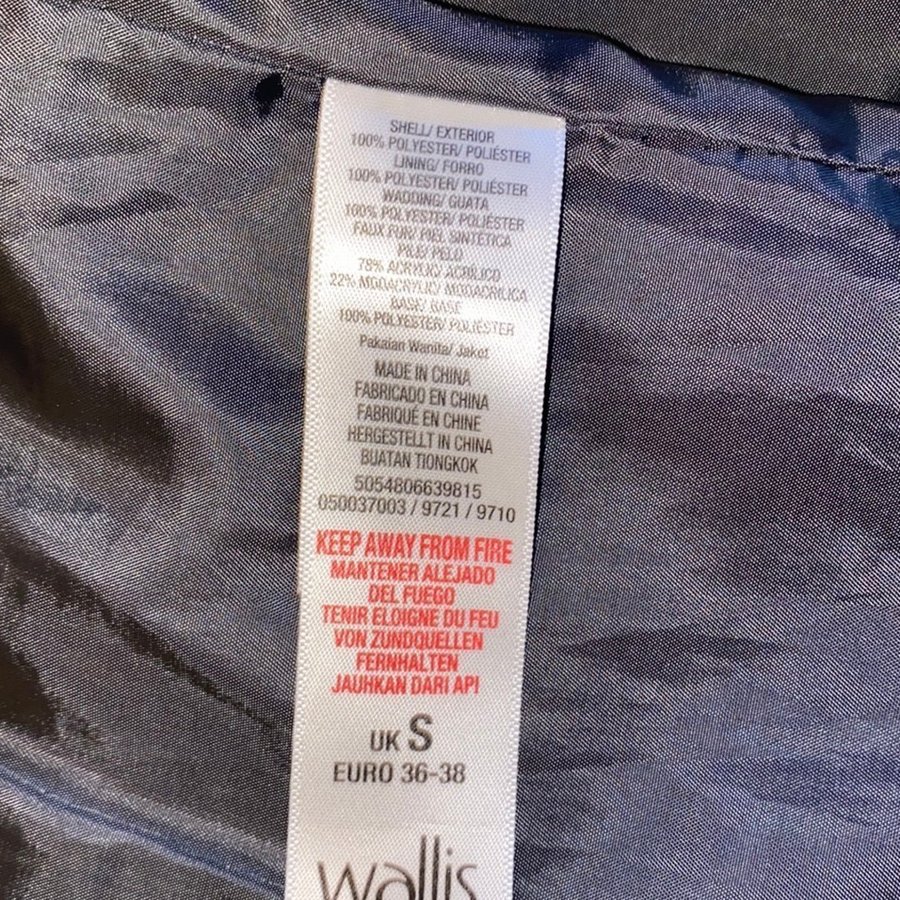 SHELL/ EXTERIOR
100% POLYESTER/ POLIÉSTER
LINING/ FORRO
100% POLYESTER/ POLIÉSTER
WADDING/ GUATA
100% POLYESTER/ POLIÉSTER
FAUX FUR/ PIEL SINTÉTICA
PILE/ PELO
78% ACRYLIC/ ACRÍLICO
22% MODACRYLIC/ MODACRÍLICA
BASE/ BASE
100% POLYESTER/ POLIÉSTER
Pakaian Wanita/ Jaket
MADE IN CHINA
FABRICADO EN CHINA
FABRIQUÉ EN CHINE
HERGESTELLT IN CHINA
BUATAN TIONGKOK
5054806639815
050037003 / 9721 / 9710
KEEP AWAY FROM FIRE
MANTENER ALEJADO
DEL FUEGO
TENIR ELOIGNE DU FEU
VON ZUNDQUELLEN
FERNHALTEN
JAUHKAN DARI API
UK S
EURO 36-38
wallis